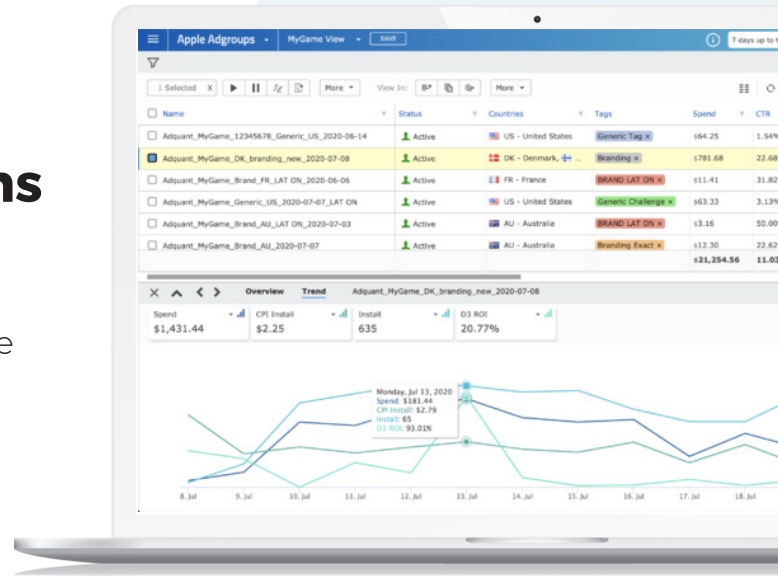 ns
e
Apple Adgroups MyGame View SAVE 7 days up to t
1 Selected X More View In: More
Name Status Countries Tags Spend CTR
Adquant_MyGame_12345678_Generic_US_2020-06-14 Active US - United States Generic Tag × $64.25 1.54%
Adquant_MyGame_DK_branding_new_2020-07-08 Active DK - Denmark, ... Branding × $781.68 22.68
Adquant_MyGame_Brand_FR_LAT ON_2020-06-06 Active FR - France BRAND LAT ON × $11.41 31.82
Adquant_MyGame_Generic_US_2020-07-07_LAT ON Active US - United States Generic Challenge × $63.33 3.13%
Adquant_MyGame_Brand_AU_LAT ON_2020-07-03 Active AU - Australia BRAND LAT ON × $3.16 50.00
Adquant_MyGame_Brand_AU_2020-07-07 Active AU - Australia Branding Exact × $12.30 22.62
$21,254.56 11.03
Overview Trend Adquant_MyGame_DK_branding_new_2020-07-08
Spend CPI Install Install D3 ROI
$1,431.44 $2.25 635 20.77%
Monday, Jul 13, 2020
Spend: $181.44
CPI Install: $2.79
Install: 65
D3 ROI: 93.01%
8. Jul 9. Jul 10. Jul 11. Jul 12. Jul 13. Jul 14. Jul 15. Jul 16. Jul 17. Jul 18. Jul